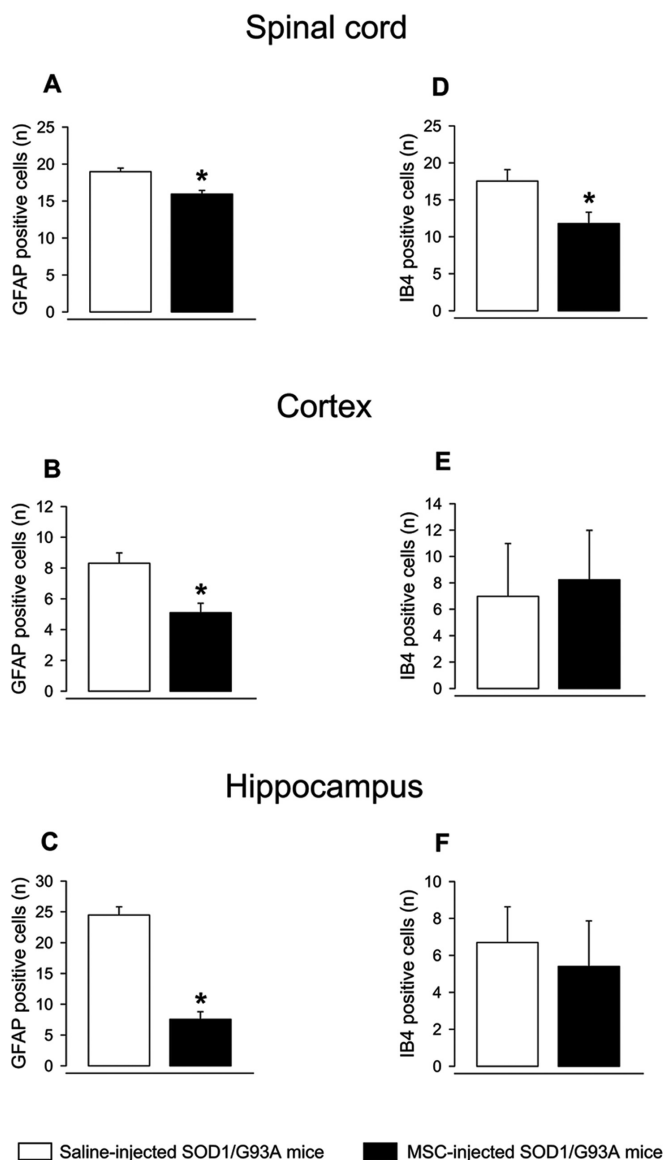 Spinal cord
A
GFAP positive cells (n)
25
20
15
10
5
0
*
D
IB4 positive cells (n)
25
20
15
10
5
0
*
Cortex
B
GFAP positive cells (n)
12
10
8
6
4
2
0
*
E
IB4 positive cells (n)
14
12
10
8
6
4
2
0
Hippocampus
C
GFAP positive cells (n)
30
25
20
15
10
5
0
*
F
IB4 positive cells (n)
10
8
6
4
2
0
Saline-injected SOD1/G93A mice
MSC-injected SOD1/G93A mice